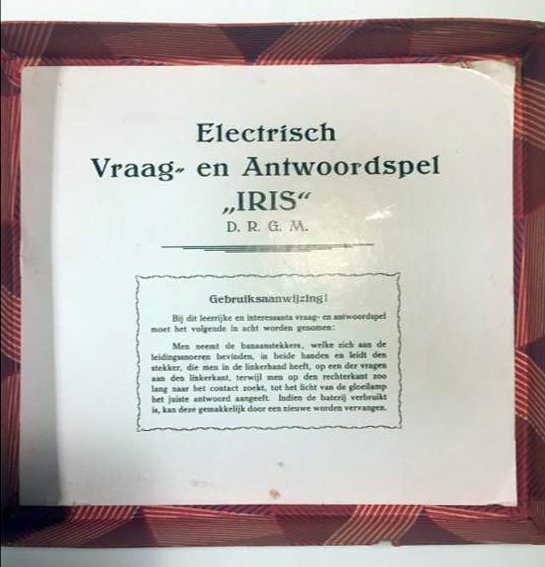 Electrisch
Vraag- en Antwoordspel
„IRIS“
D. R. G. M.
Gebruiksaanwijzing!
Bij dit leerrijke en interessanta vraag- en antwoordspel
moet het volgende in acht worden genomen:
Men neemt de banaanstekkers, welke zich aan de
leidingssnoeren bevinden, in beide handen en leidt den
stekker, die men in de linkerhand heeft, op een der vragen
aan den linkerkant, terwijl men op den rechterkant zoo
lang naar het contact zoekt, tot het licht van de gloeilamp
het juiste antwoord aangeeft. Indien de baterij verbruikt
is, kan deze gemakkelijk door een nieuwe worden vervangen.